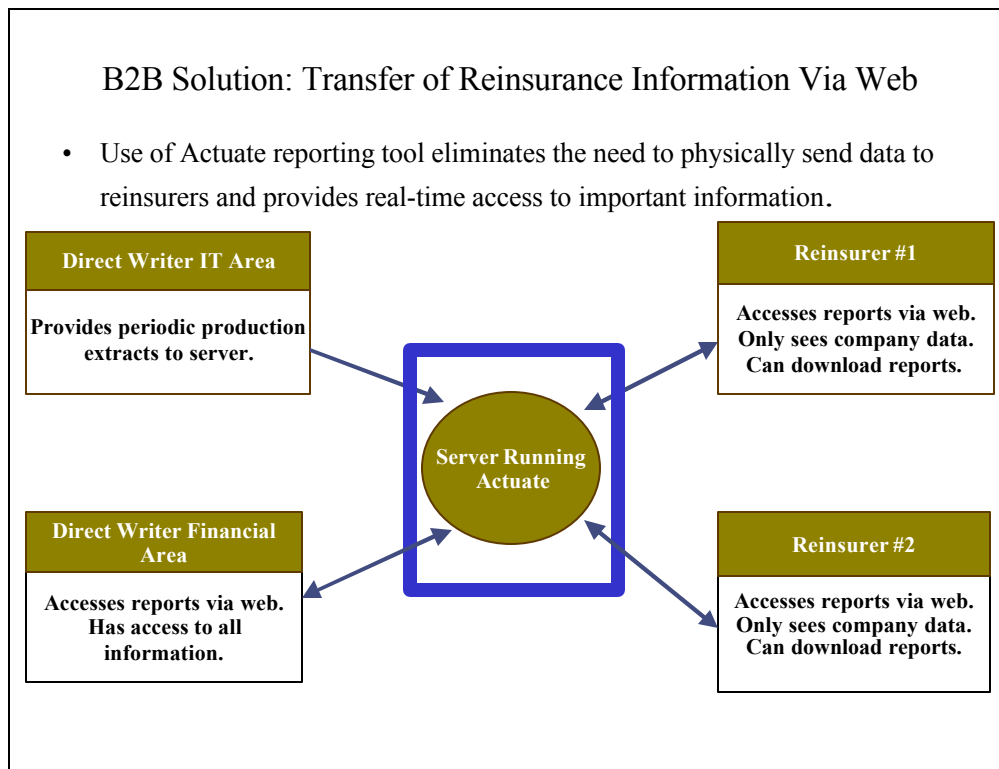 B2B Solution: Transfer of Reinsurance Information Via Web
• Use of Actuate reporting tool eliminates the need to physically send data to
reinsurers and provides real-time access to important information.
Direct Writer IT Area
Provides periodic production
extracts to server.
Reinsurer #1
Accesses reports via web.
Only sees company data.
Can download reports.
Server Running
Actuate
Direct Writer Financial
Area
Accesses reports via web.
Has access to all
information.
Reinsurer #2
Accesses reports via web.
Only sees company data.
Can download reports.